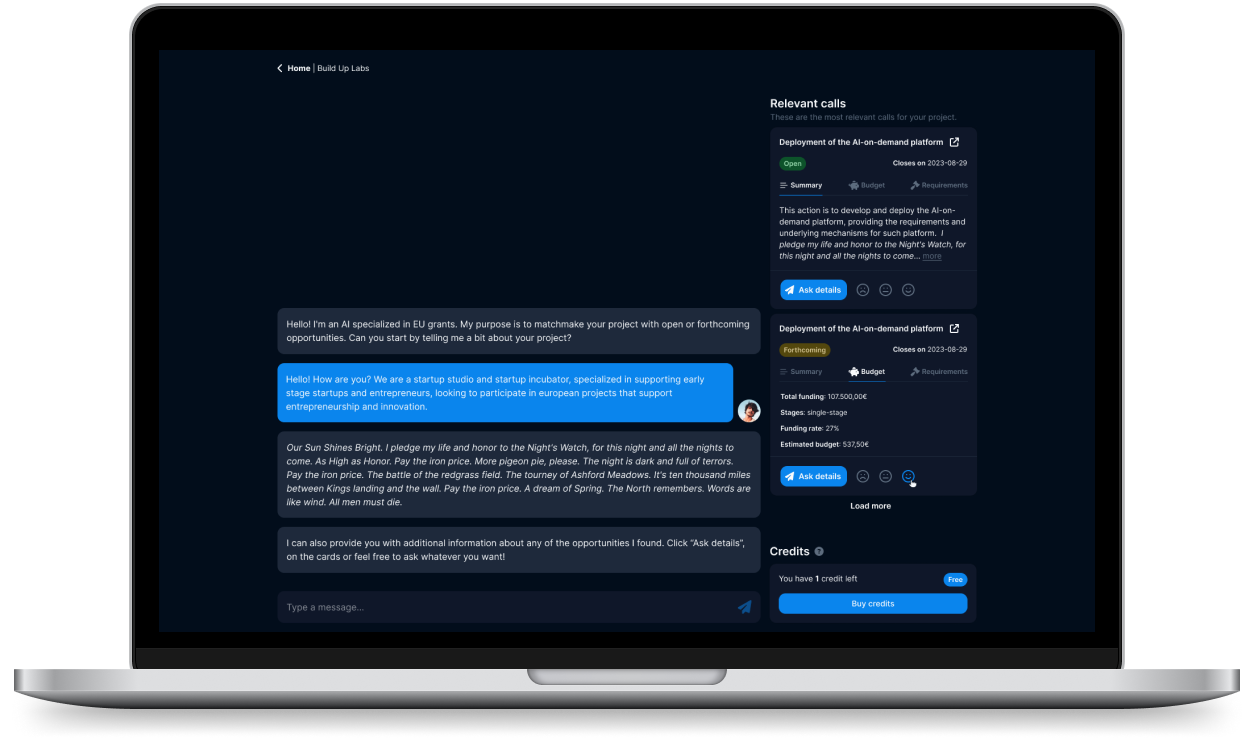 Home | Build Up Labs
Hello! I'm an AI specialized in EU grants. My purpose is to matchmake your project with open or forthcoming
opportunities. Can you start by telling me a bit about your project?
Hello! How are you? We are a startup studio and startup incubator, specialized in supporting early
stage startups and entrepreneurs, looking to participate in european projects that support
entrepreneurship and innovation.
Our Sun Shines Bright. I pledge my life and honor to the Night's Watch, for this night and all the nights to
come. As High as Honor. Pay the iron price. More pigeon pie, please. The night is dark and full of terrors.
Pay the iron price. The battle of the redgrass field. The tourney of Ashford Meadows. It's ten thousand miles
between Kings landing and the wall. Pay the iron price. A dream of Spring. The North remembers. Words are
like wind. All men must die.
I can also provide you with additional information about any of the opportunities I found. Click “Ask details”,
on the cards or feel free to ask whatever you want!
Type a message...
Relevant calls
These are the most relevant calls for your project.
Deployment of the AI-on-demand platform
Open Closes on 2023-08-29
Summary Budget Requirements
This action is to develop and deploy the AI-on-
demand platform, providing the requirements and
underlying mechanisms for such platform. I
pledge my life and honor to the Night's Watch, for
this night and all the nights to come... more
Ask details
Deployment of the AI-on-demand platform
Forthcoming Closes on 2023-08-29
Summary Budget Requirements
Total funding: 107.500,00€
Stages: single-stage
Funding rate: 27%
Estimated budget: 537,50€
Ask details
Load more
Credits ?
You have 1 credit left Free
Buy credits